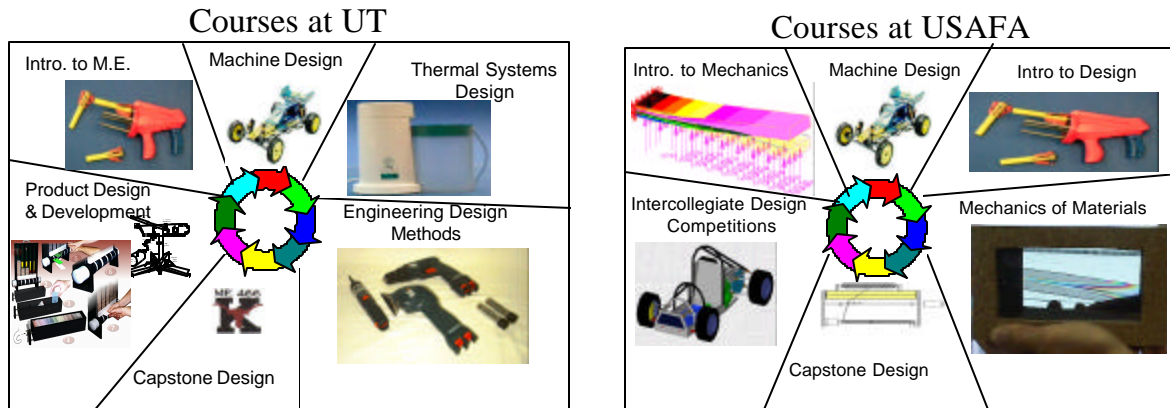 Courses at UT
Intro. to M.E.
Machine Design
Thermal Systems
Design
Product Design
& Development
Engineering Design
Methods
ME 466
K
Capstone Design
Courses at USAFA
Intro. to Mechanics
Machine Design
Intro to Design
Intercollegiate Design
Competitions
Mechanics of Materials
Capstone Design